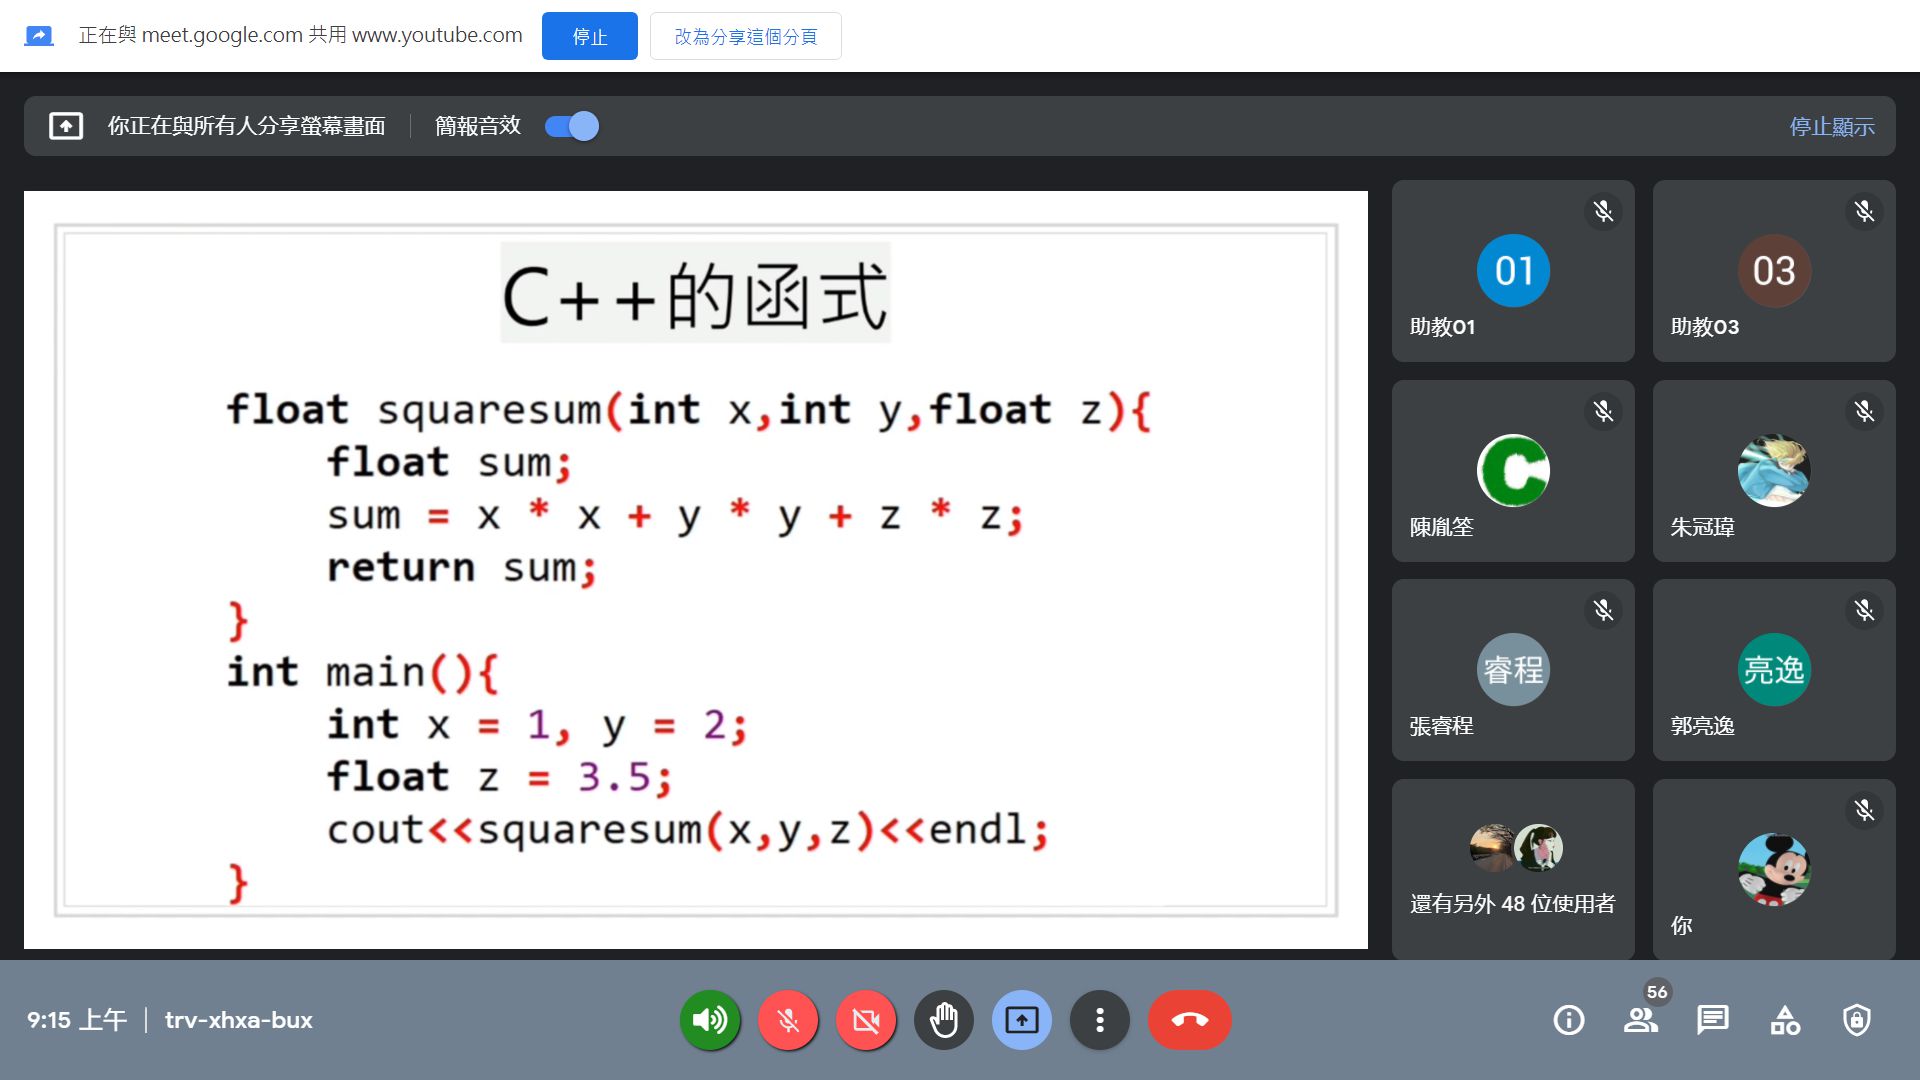 正在與 meet.google.com 共用 www.youtube.com
停止
改為分享這個分頁
你正在與所有人分享螢幕畫面
簡報音效
停止顯示
C++的函式
float squaresum(int x,int y,float z){
    float sum;
    sum = x * x + y * y + z * z;
    return sum;
}
int main(){
    int x = 1, y = 2;
    float z = 3.5;
    cout<<squaresum(x,y,z)<<endl;
}
01
助教01
03
助教03
C
陳胤筌
朱冠瑋
睿程
張睿程
亮逸
郭亮逸
還有另外 48 位使用者
你
9:15 上午
trv-xhxa-bux
56